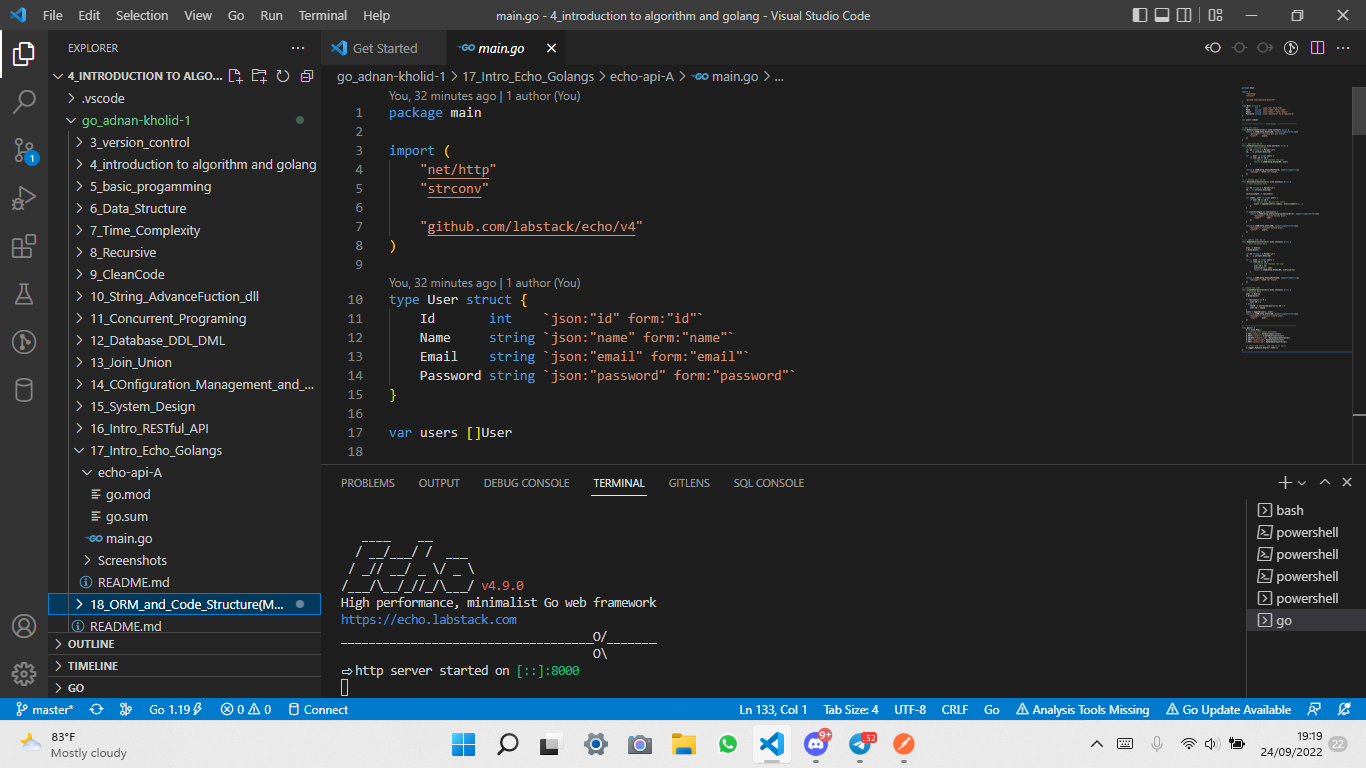 File Edit Selection View Go Run Terminal Help
main.go - 4_introduction to algorithm and golang - Visual Studio Code
EXPLORER
4_INTRODUCTION TO ALGO...
.vscode
go_adnan-kholid-1
3_version_control
4_introduction to algorithm and golang
5_basic_progamming
6_Data_Structure
7_Time_Complexity
8_Recursive
9_CleanCode
10_String_AdvanceFuction_dll
11_Concurrent_Programing
12_Database_DDL_DML
13_Join_Union
14_COnfiguration_Management_and_...
15_System_Design
16_Intro_RESTful_API
17_Intro_Echo_Golangs
echo-api-A
go.mod
go.sum
main.go
Screenshots
README.md
18_ORM_and_Code_Structure(M...
README.md
OUTLINE
TIMELINE
GO
1
Get Started
main.go
go_adnan-kholid-1 > 17_Intro_Echo_Golangs > echo-api-A > main.go > ...
You, 32 minutes ago | 1 author (You)
1 package main
2
3 import (
4 "net/http"
5 "strconv"
6
7 "github.com/labstack/echo/v4"
8 )
9
You, 32 minutes ago | 1 author (You)
10 type User struct {
11 Id int `json:"id" form:"id"`
12 Name string `json:"name" form:"name"`
13 Email string `json:"email" form:"email"`
14 Password string `json:"password" form:"password"`
15 }
16
17 var users []User
18
PROBLEMS OUTPUT DEBUG CONSOLE TERMINAL GITLENS SQL CONSOLE
   ____    __
  / __/___/ /  ___
 / _// __/ _ \/ _ \
/___/\__/_//_/\___/ v4.9.0
High performance, minimalist Go web framework
https://echo.labstack.com
____________________________________O/_______
                                    O\
⇨ http server started on [::]:8000
bash
powershell
powershell
powershell
powershell
go
master* Go 1.19 0 0 Connect
Ln 133, Col 1 Tab Size: 4 UTF-8 CRLF Go Analysis Tools Missing Go Update Available
83°F
Mostly cloudy
9+
52
19:19
24/09/2022
22